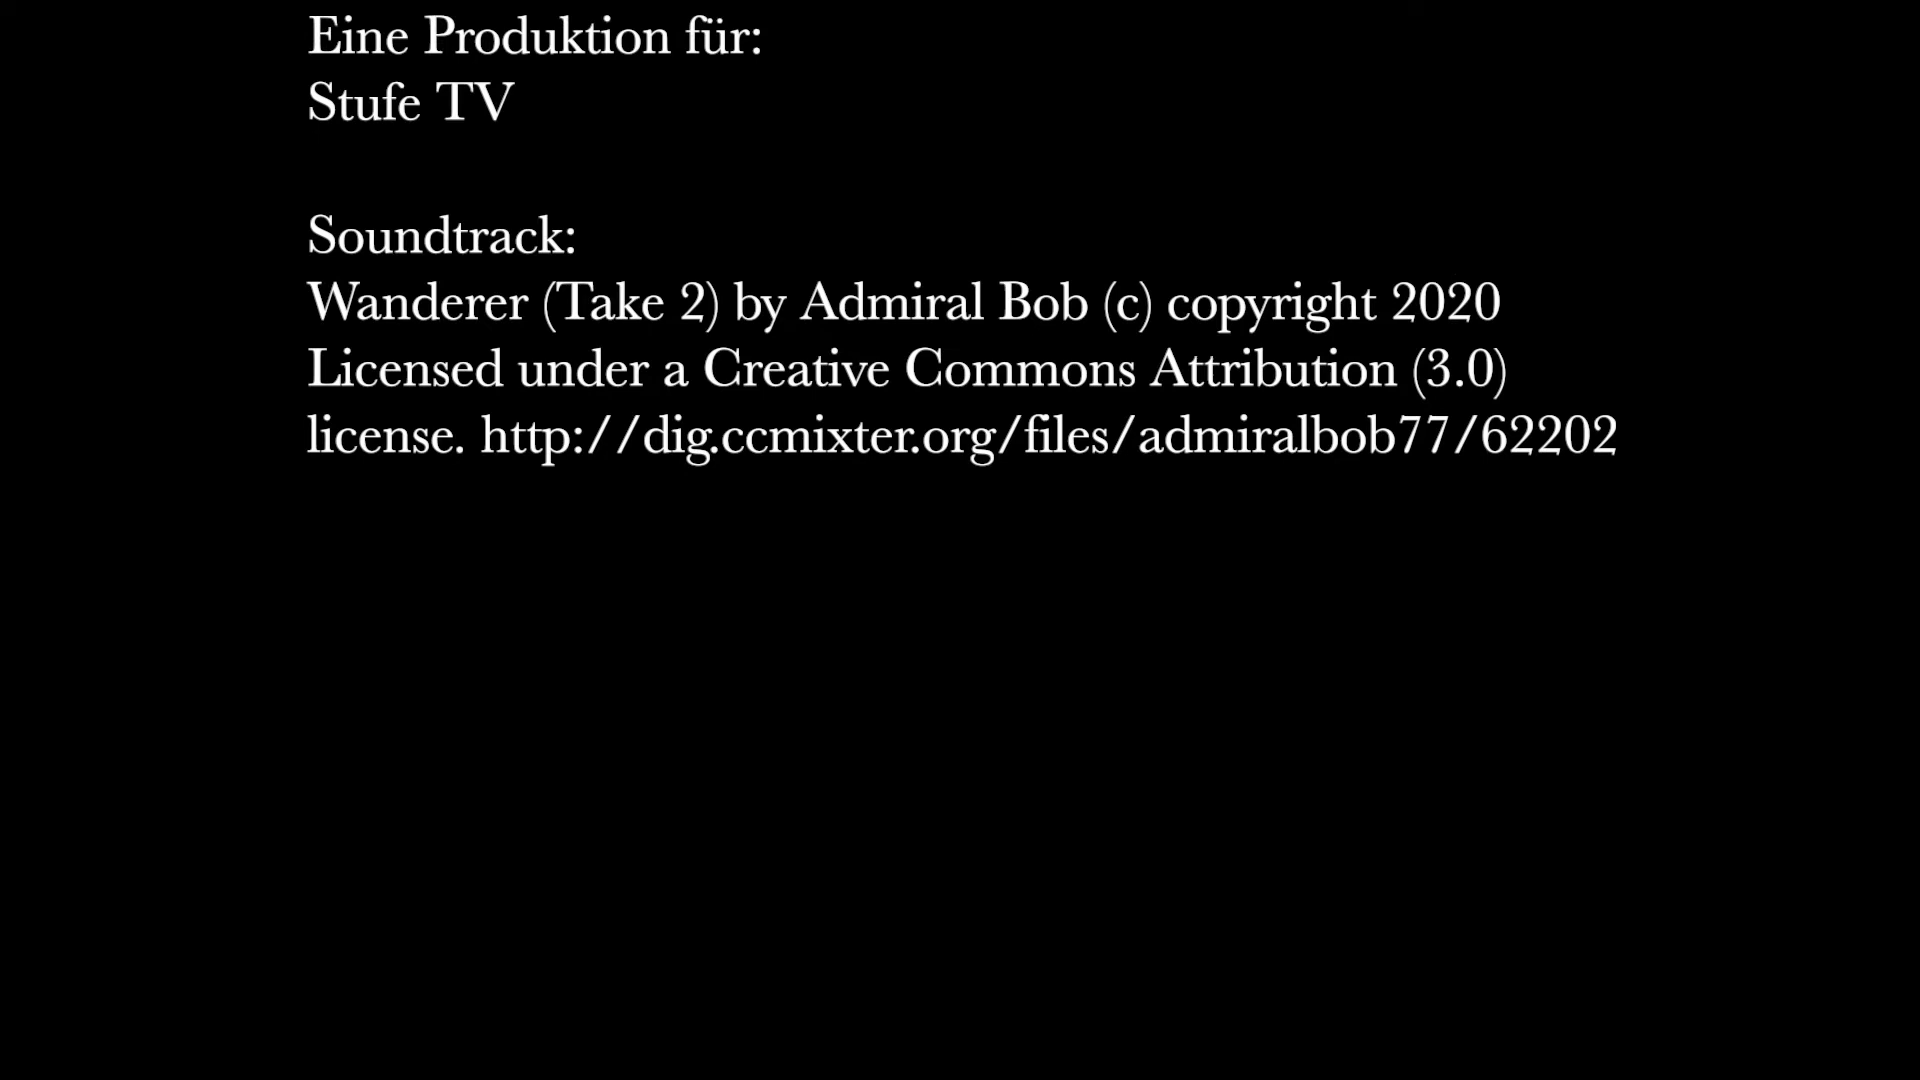 Eine Produktion für:
Stufe TV
Soundtrack:
Wanderer (Take 2) by Admiral Bob (c) copyright 2020
Licensed under a Creative Commons Attribution (3.0)
license. http://dig.ccmixter.org/files/admiralbob77/62202